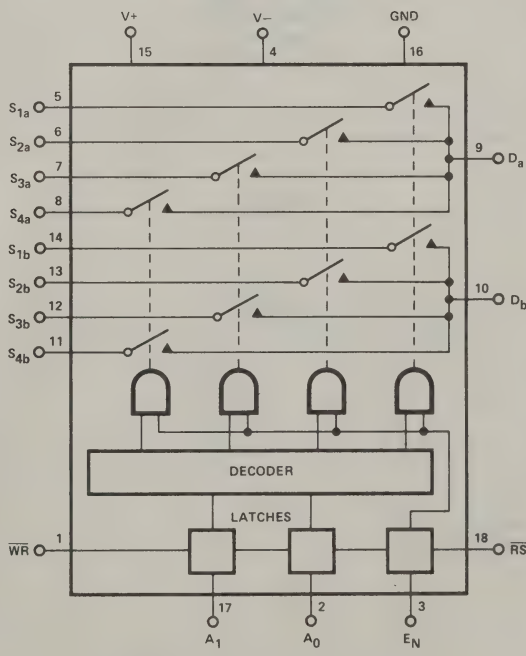 V+ V− GND
15 4 16
S1a 5
S2a 6
S3a 7
S4a 8
S1b 14
S2b 13
S3b 12
S4b 11
9 Da
10 Db
DECODER
LATCHES
WR 1
18 RS
17 2 3
A1 A0 EN